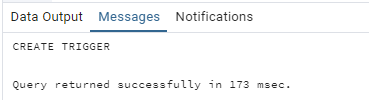 Data Output Messages Notifications
CREATE TRIGGER
Query returned successfully in 173 msec.